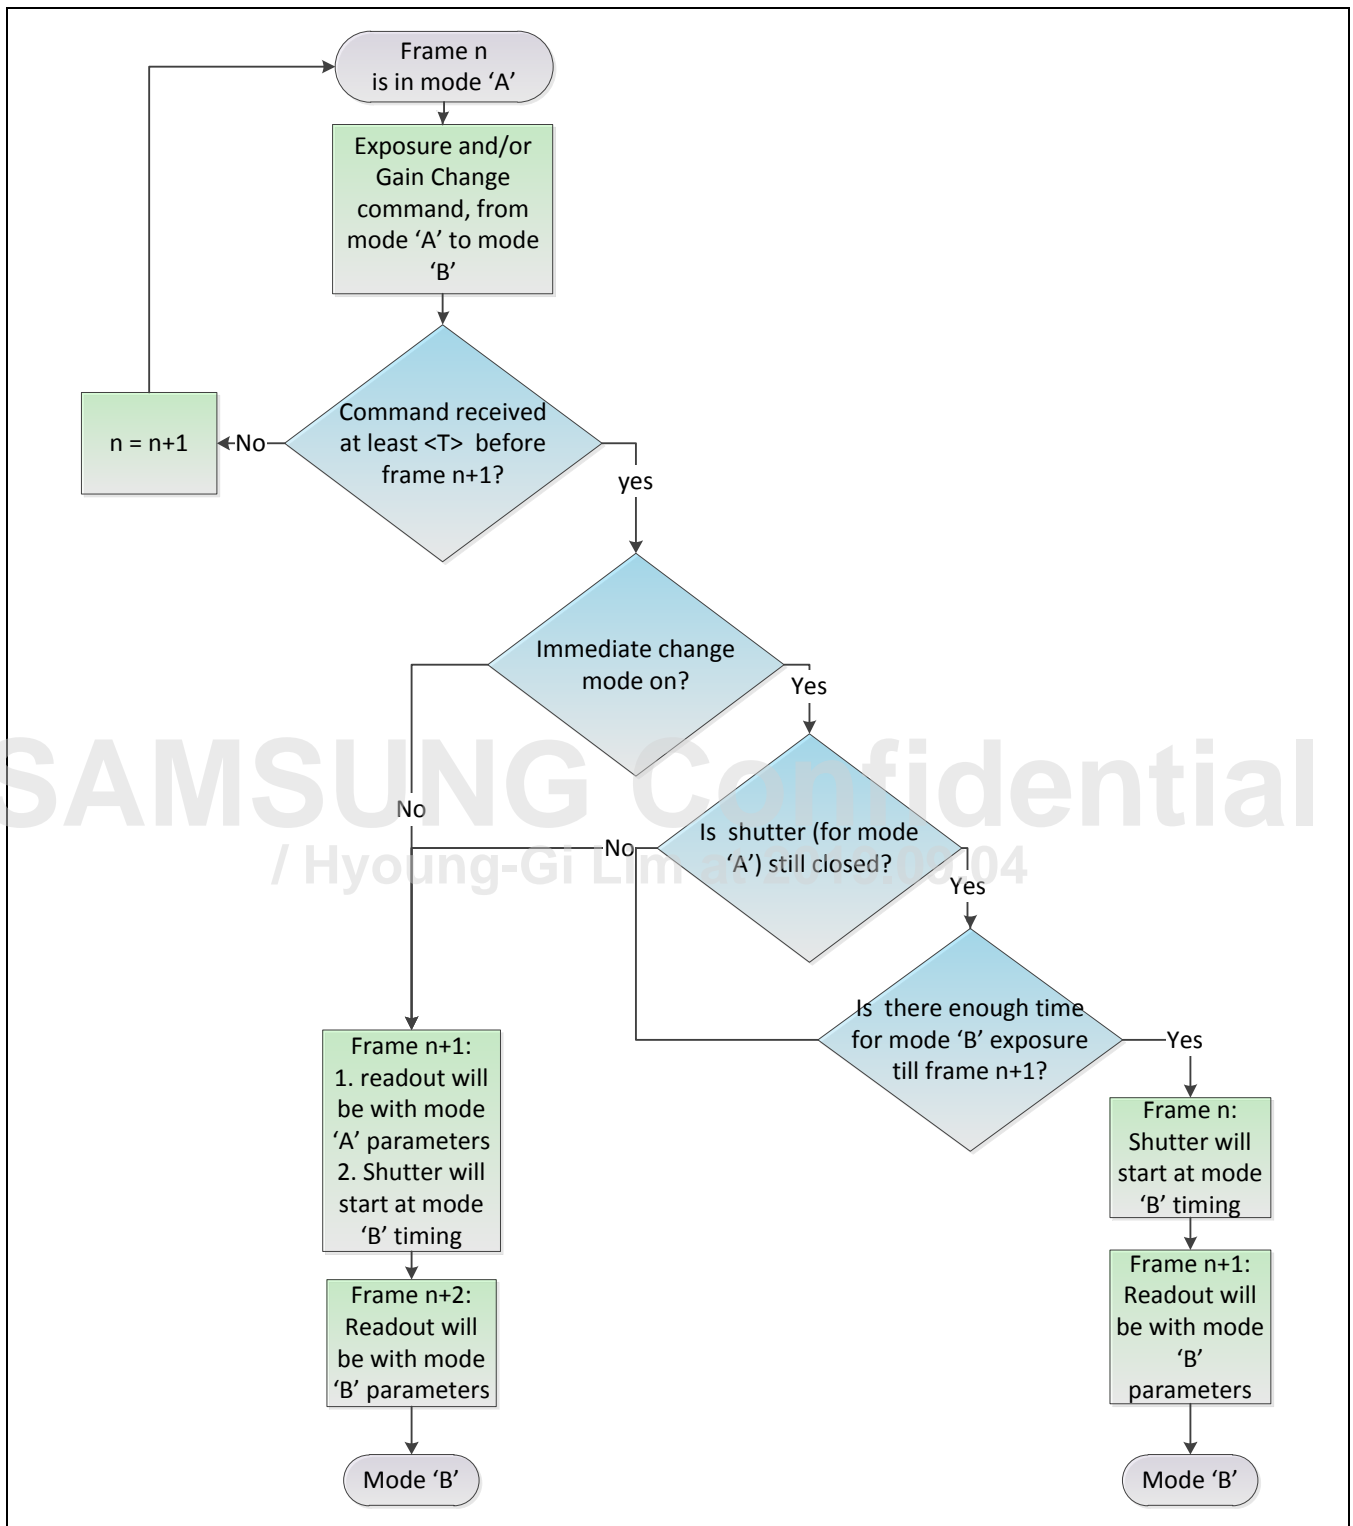 Frame n
is in mode ‘A’
Exposure and/or
Gain Change
command, from
mode ‘A’ to mode
‘B’
Command received
at least <T> before
frame n+1?
No
n = n+1
yes
Immediate change
mode on?
Yes
No
Is shutter (for mode
‘A’) still closed?
No
Yes
Is there enough time
for mode ‘B’ exposure
till frame n+1?
Yes
Frame n+1:
1. readout will
be with mode
‘A’ parameters
2. Shutter will
start at mode
‘B’ timing
Frame n+2:
Readout will
be with mode
‘B’ parameters
Mode ‘B’
Frame n:
Shutter will
start at mode
‘B’ timing
Frame n+1:
Readout will
be with mode
‘B’
parameters
Mode ‘B’
SAMSUNG Confidential
/ Hyoung-Gi Lim at 2013.09.04